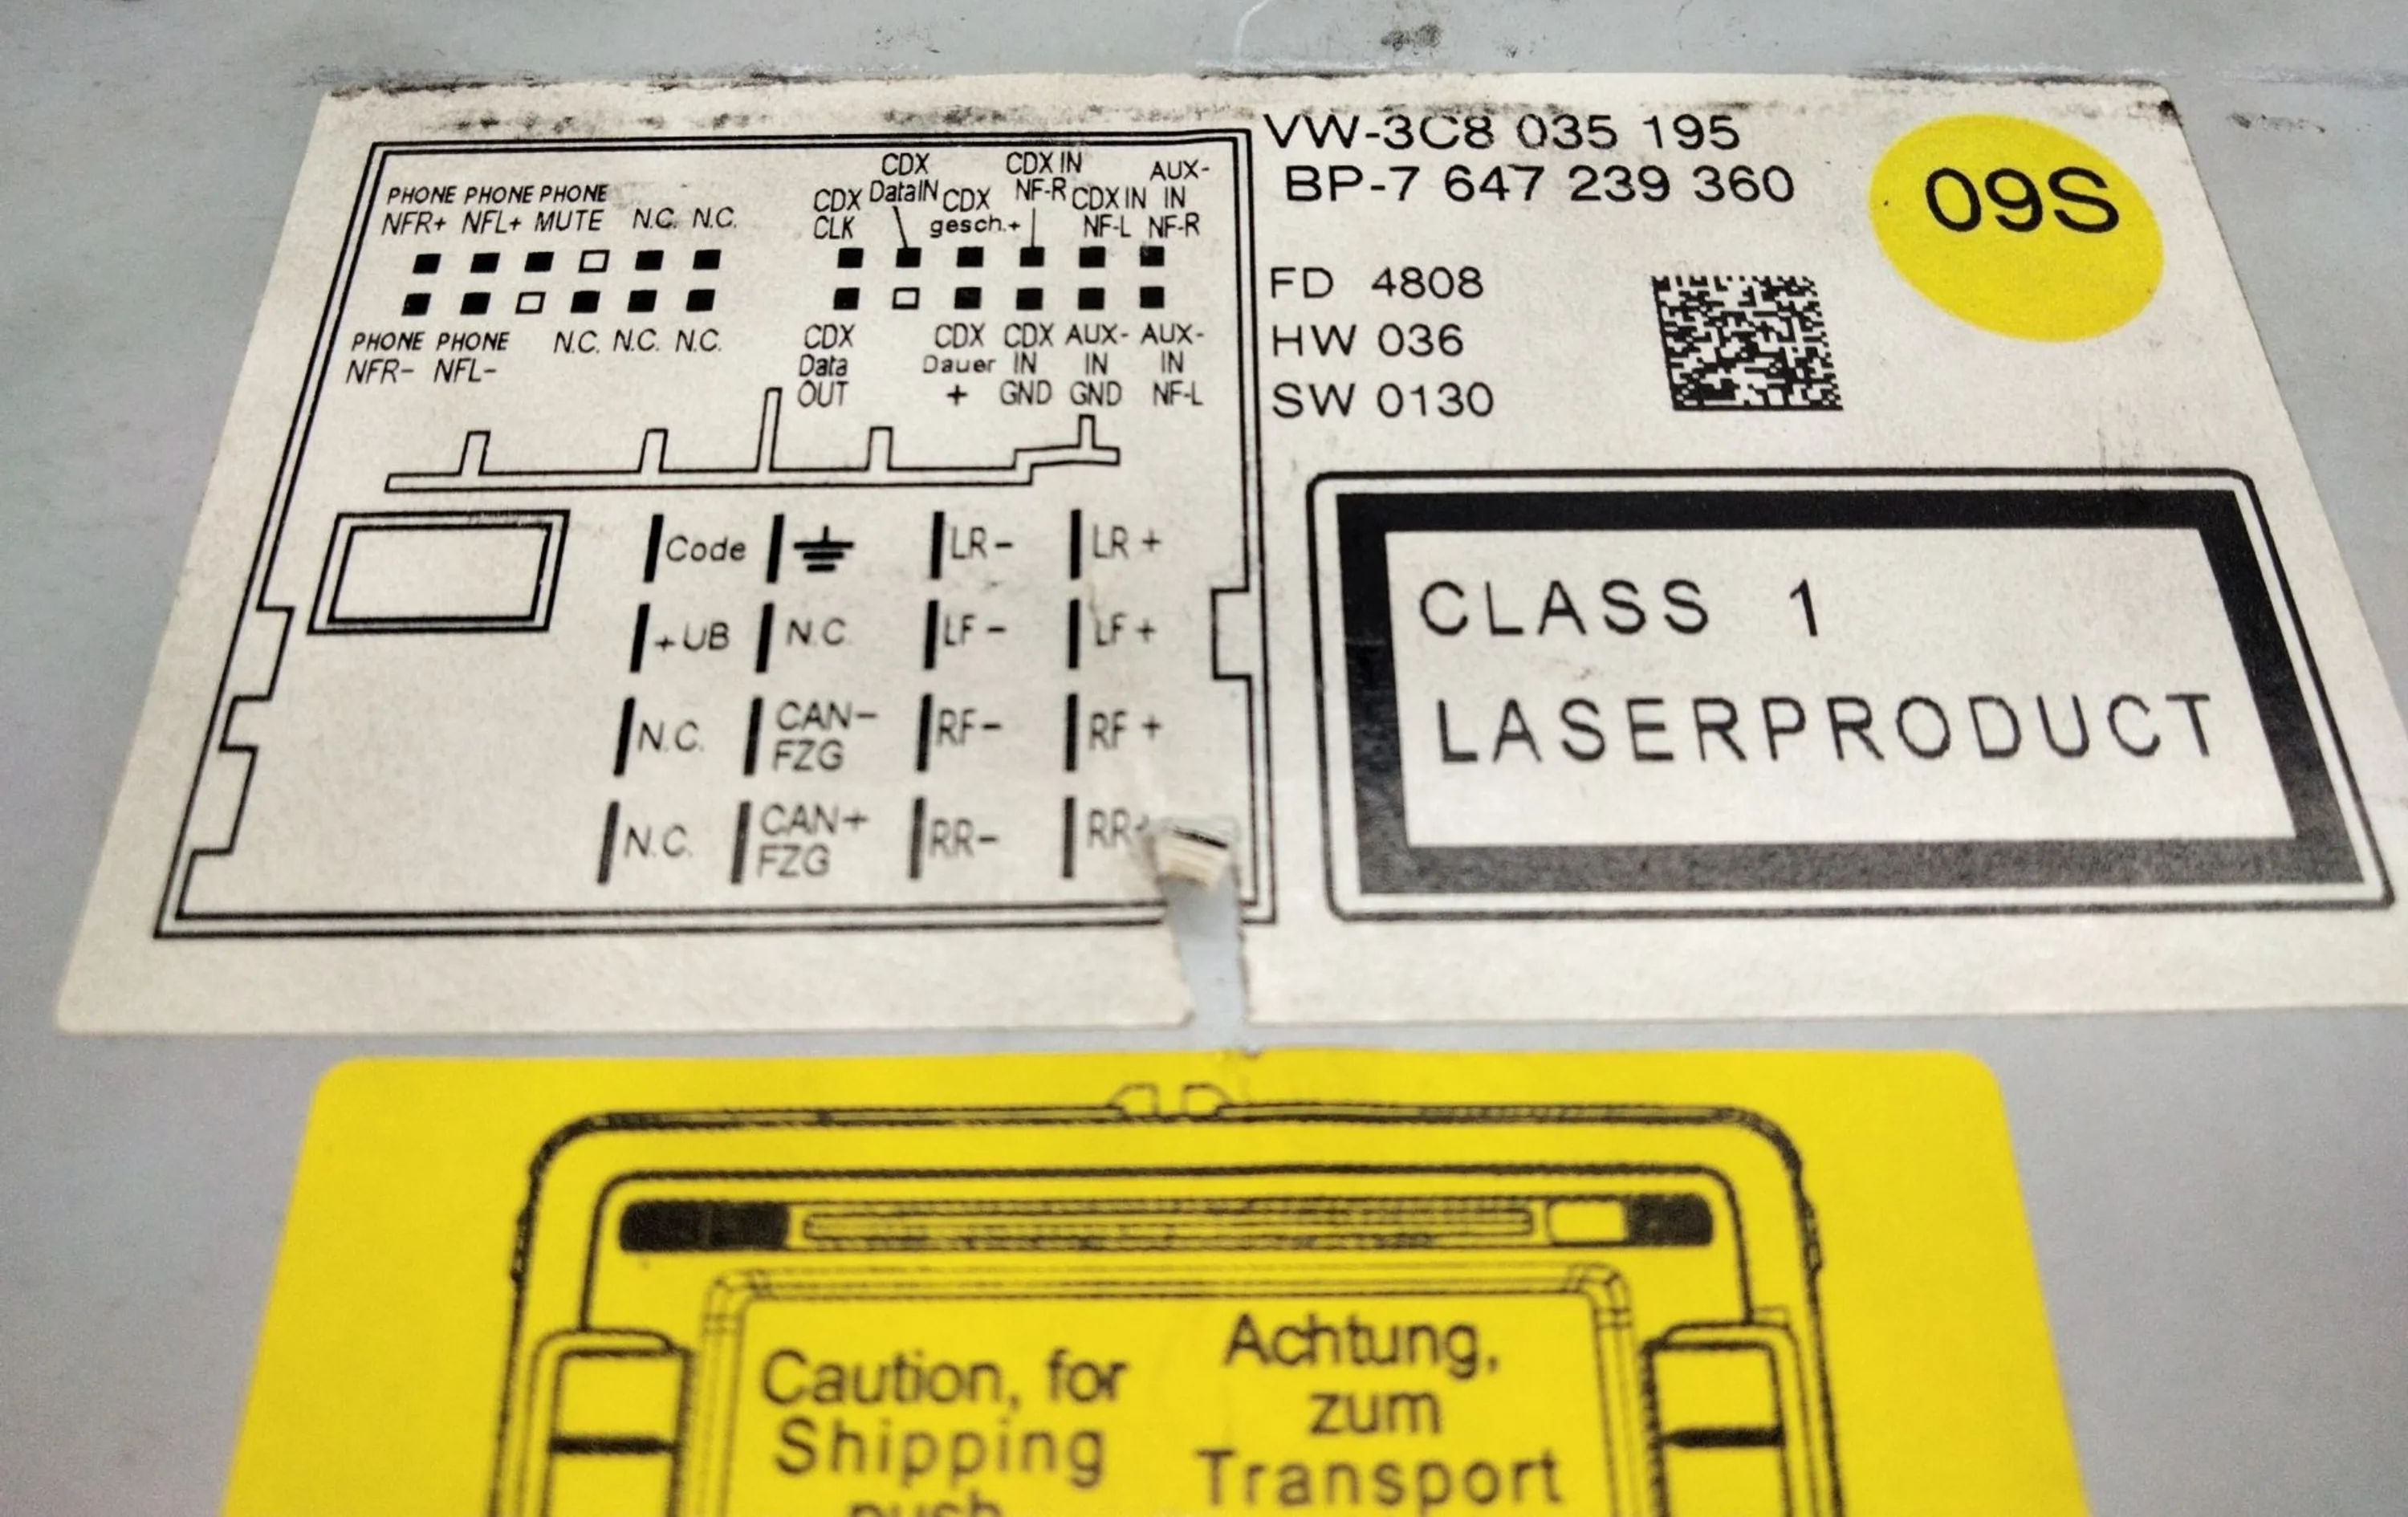 VW-3C8 035 195
BP-7 647 239 360
09S
FD 4808
HW 036
SW 0130
PHONE PHONE PHONE
NFR+ NFL+ MUTE N.C. N.C.
CDX CDX IN AUX-
CDX DataIN CDX NF-R CDX IN IN
CLK gesch.+ NF-L NF-R
PHONE PHONE N.C. N.C. N.C.
NFR- NFL-
CDX CDX CDX AUX- AUX-
Data Dauer IN IN IN
OUT + GND GND NF-L
Code LR- LR+
+UB N.C. LF- LF+
N.C. CAN- RF- RF+
FZG
N.C. CAN+ RR- RR+
FZG
CLASS 1
LASERPRODUCT
Caution, for
Shipping
push
Achtung,
zum
Transport